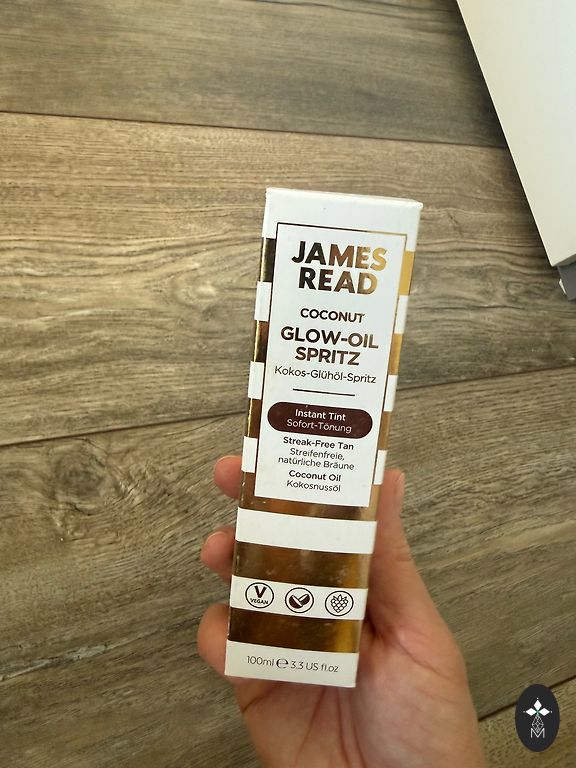 JAMES
READ
COCONUT
GLOW-OIL
SPRITZ
Kokos-Glühöl-Spritz
Instant Tint
Sofort-Tönung
Streak-Free Tan
Streifenfreie,
natürliche Bräune
Coconut Oil
Kokosnussöl
V
VEGAN
100ml ℮ 3.3 US fl.oz
M